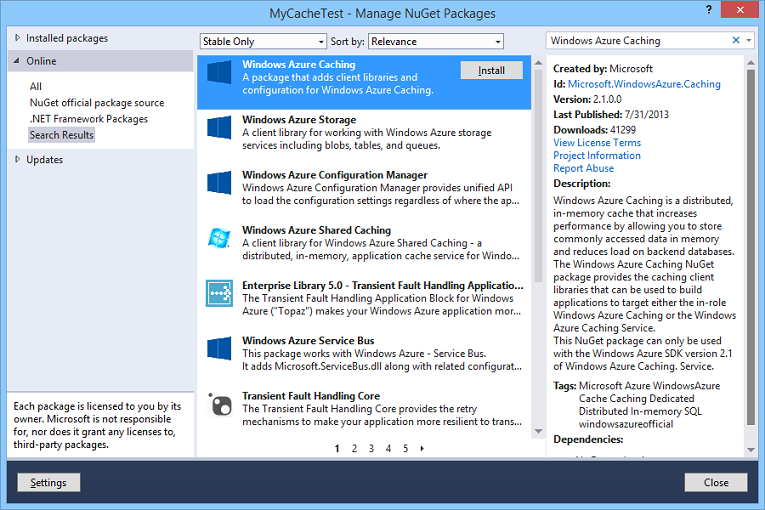 MyCacheTest - Manage NuGet Packages
? ✕
Installed packages
Online
All
NuGet official package source
.NET Framework Packages
Search Results
Updates
Each package is licensed to you by its
owner. Microsoft is not responsible
for, nor does it grant any licenses to,
third-party packages.
Stable Only
Sort by: Relevance
Windows Azure Caching
A package that adds client libraries and
configuration for Windows Azure Caching.
Install
Windows Azure Storage
A client library for working with Windows Azure storage
services including blobs, tables, and queues.
Windows Azure Configuration Manager
Windows Azure Configuration Manager provides unified API
to load the configuration settings regardless of where the ap...
Windows Azure Shared Caching
A client library for Windows Azure Shared Caching - a
distributed, in-memory, application cache service for Windo...
Enterprise Library 5.0 - Transient Fault Handling Applicatio...
The Transient Fault Handling Application Block for Windows
Azure ("Topaz") makes your Windows Azure application mor...
Windows Azure Service Bus
This package works with Windows Azure - Service Bus.
It adds Microsoft.ServiceBus.dll along with related configurat...
Transient Fault Handling Core
The Transient Fault Handling Core provides the retry
mechanisms to make your application more resilient to trans...
1 2 3 4 5
Windows Azure Caching
Created by: Microsoft
Id: Microsoft.WindowsAzure.Caching
Version: 2.1.0.0
Last Published: 7/31/2013
Downloads: 41299
View License Terms
Project Information
Report Abuse
Description:
Windows Azure Caching is a distributed,
in-memory cache that increases
performance by allowing you to store
commonly accessed data in memory
and reduces load on backend databases.
The Windows Azure Caching NuGet
package provides the caching client
libraries that can be used to build
applications to target either the in-role
Windows Azure Caching or the Windows
Azure Caching Service.
This NuGet package can only be used
with the Windows Azure SDK version 2.1
of Windows Azure Caching. Service.
Tags: Microsoft Azure WindowsAzure
Cache Caching Dedicated
Distributed In-memory SQL
windowsazureofficial
Dependencies:
Settings
Close